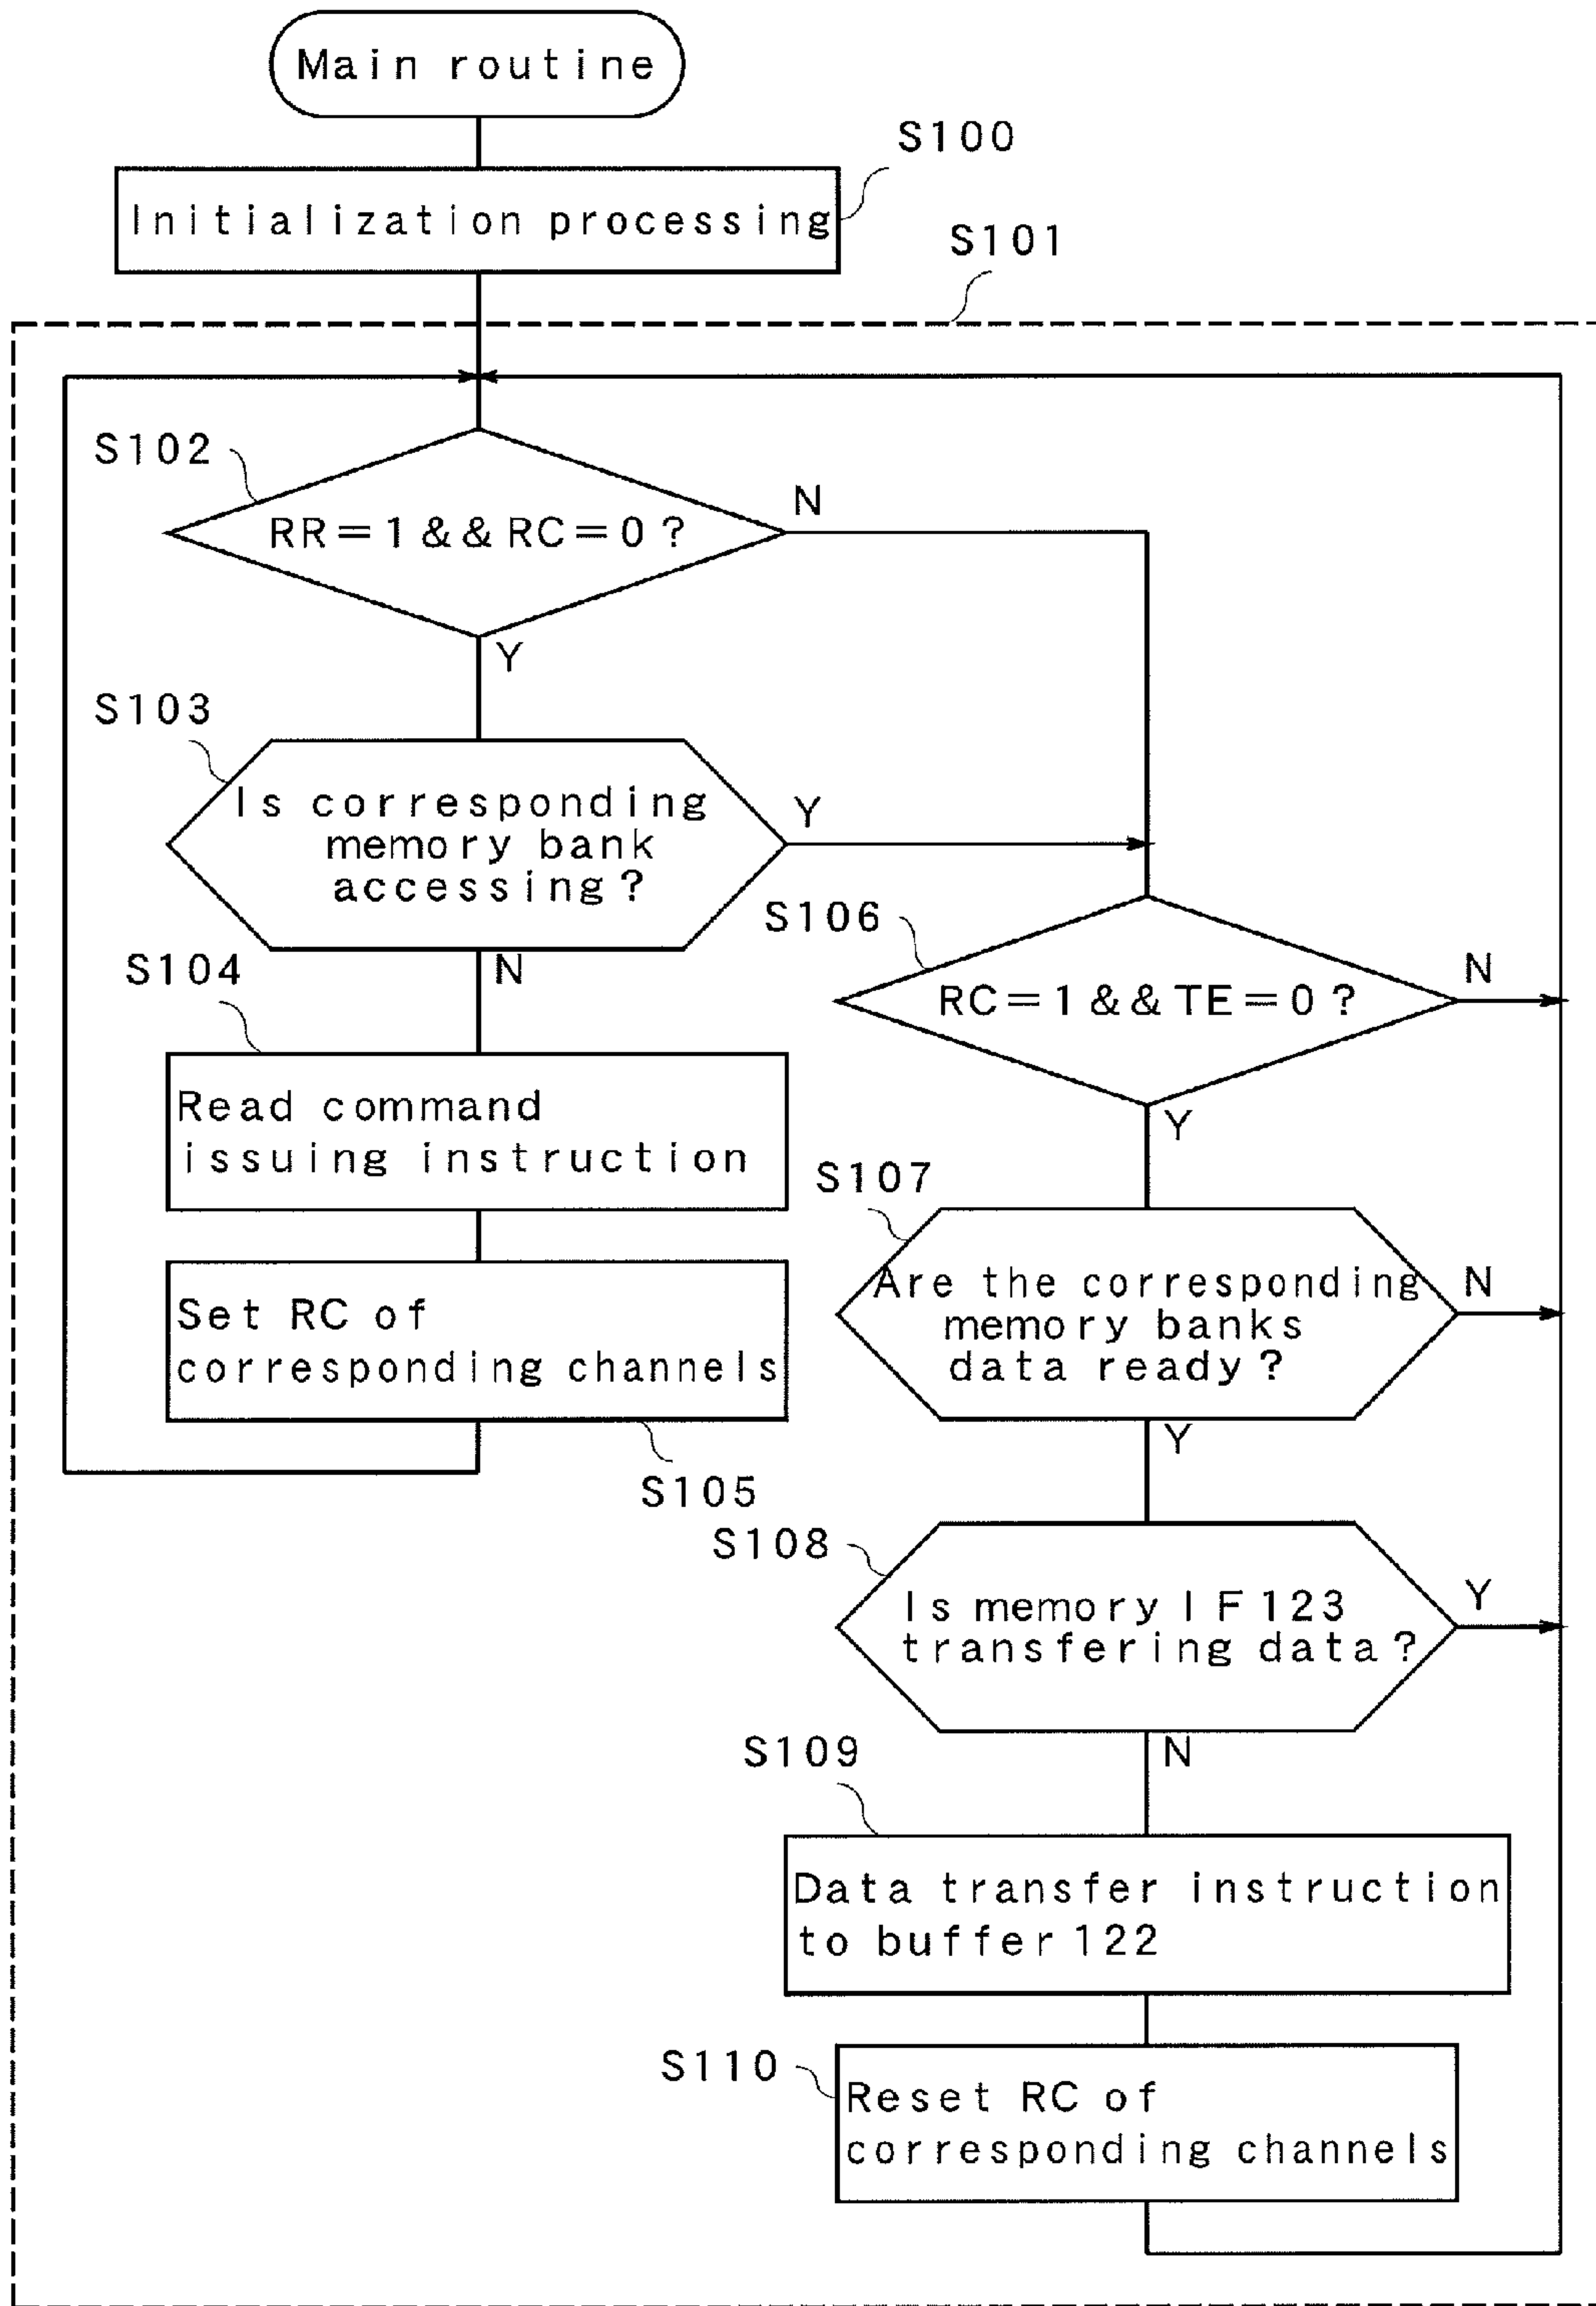 Main routine
S100
Initialization processing
S101
S102
RR=1&&RC=0?
N
Y
S103
Is corresponding
memory bank
accessing?
Y
N
S104
Read command
issuing instruction
Set RC of
corresponding channels
S105
S106
RC=1&&TE=0?
N
Y
S107
Are the corresponding
memory banks
data ready?
N
Y
S108
Is memory IF123
transfering data?
Y
N
S109
Data transfer instruction
to buffer 122
S110
Reset RC of
corresponding channels